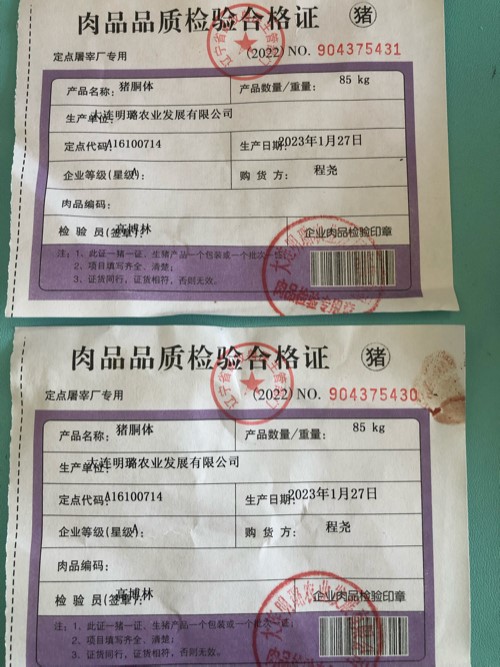 肉品品质检验合格证 猪
定点屠宰厂专用 (2022) NO. 904375431
产品名称: 猪胴体 产品数量/重量: 85 kg
生产单位: 大连明璐农业发展有限公司
定点代码: A16100714 生产日期: 2023年1月27日
企业等级(星级): A 购货方: 程尧
肉品编码:
检验员(签章): 高博林 企业肉品检验印章
注: 1、此证一猪一证, 生猪产品一个包装或一个批次一证;
2、项目填写齐全、清楚;
3、证货同行, 证货相符, 否则无效。
肉品品质检验合格证 猪
定点屠宰厂专用 (2022) NO. 904375430
产品名称: 猪胴体 产品数量/重量: 85 kg
生产单位: 大连明璐农业发展有限公司
定点代码: A16100714 生产日期: 2023年1月27日
企业等级(星级): A 购货方: 程尧
肉品编码:
检验员(签章): 高博林 企业肉品检验印章
注: 1、此证一猪一证, 生猪产品一个包装或一个批次一证;
2、项目填写齐全、清楚;
3、证货同行, 证货相符, 否则无效。